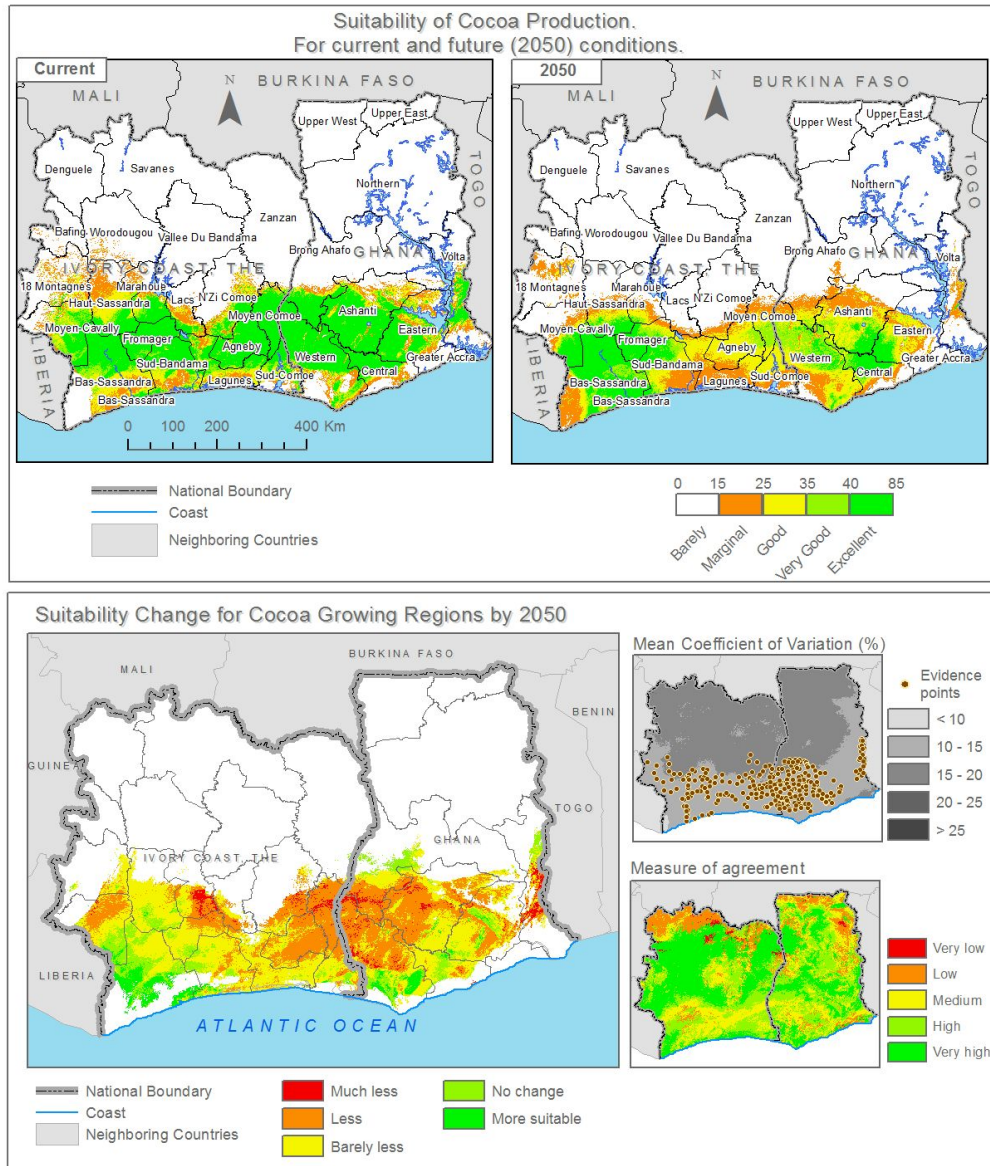 Suitability of Cocoa Production.
For current and future (2050) conditions.
Current
N
BURKINA FASO
MALI
Upper West
Upper East
TOGO
Denguele
Savanes
Northern
Zanzan
Bafing
Worodougou
Vallee Du Bandama
Brong Ahafo
GHANA
Volta
IVORY COAST, THE
18 Montagnes
Marahoue
Haut-Sassandra
Lacs
N'Zi Comoe
Moyen Comoe
Ashanti
Moyen-Cavally
Fromager
Eastern
Agneby
Western
Greater Accra
LIBERIA
Sud-Bandama
Central
Bas-Sassandra
Lagunes
Sud-Comoe
Bas-Sassandra
0 100 200 400 Km
2050
N
BURKINA FASO
MALI
Upper West
Upper East
TOGO
Denguele
Savanes
Northern
Zanzan
Bafing
Worodougou
Vallee Du Bandama
Brong Ahafo
GHANA
Volta
IVORY COAST, THE
18 Montagnes
Marahoue
Haut-Sassandra
Lacs
N'Zi Comoe
Moyen Comoe
Ashanti
Moyen-Cavally
Fromager
Eastern
Agneby
Western
Greater Accra
LIBERIA
Sud-Bandama
Central
Bas-Sassandra
Lagunes
Sud-Comoe
Bas-Sassandra
National Boundary
Coast
Neighboring Countries
0 15 25 35 40 85
Barely
Marginal
Good
Very Good
Excellent
Suitability Change for Cocoa Growing Regions by 2050
BURKINA FASO
MALI
BENIN
GUINEA
TOGO
GHANA
IVORY COAST, THE
LIBERIA
ATLANTIC OCEAN
Mean Coefficient of Variation (%)
Evidence
points
< 10
10 - 15
15 - 20
20 - 25
> 25
Measure of agreement
Very low
Low
Medium
High
Very high
National Boundary
Coast
Neighboring Countries
Much less
Less
Barely less
No change
More suitable